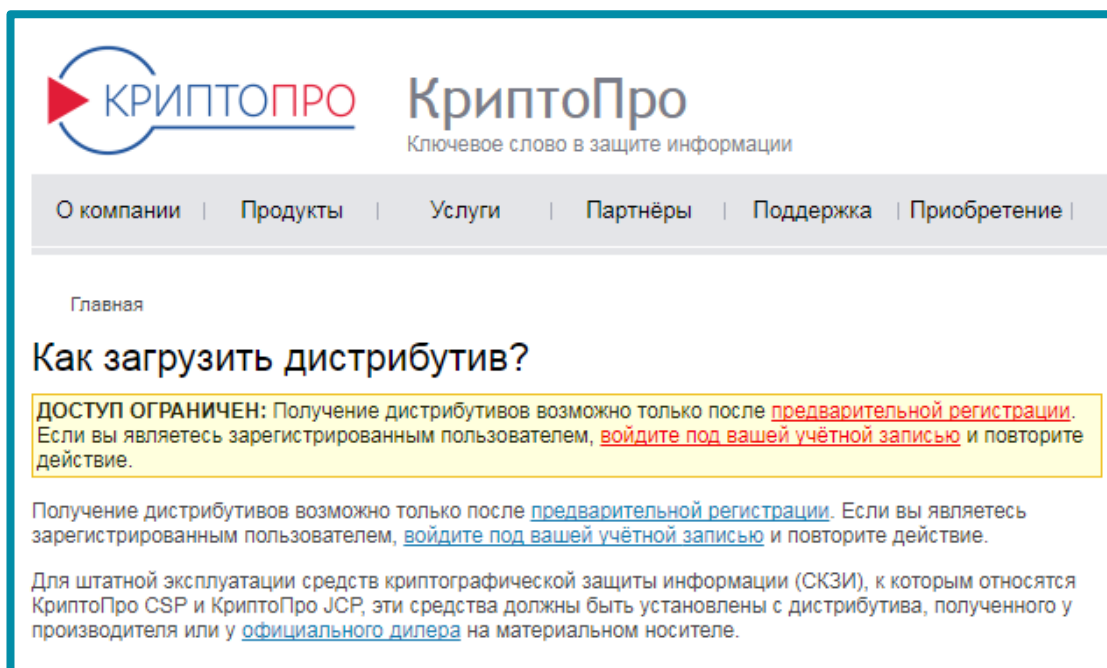 КРИПТОПРО
КриптоПро
Ключевое слово в защите информации
О компании | Продукты | Услуги | Партнёры | Поддержка | Приобретение |
Главная
Как загрузить дистрибутив?
ДОСТУП ОГРАНИЧЕН: Получение дистрибутивов возможно только после предварительной регистрации.
Если вы являетесь зарегистрированным пользователем, войдите под вашей учётной записью и повторите
действие.
Получение дистрибутивов возможно только после предварительной регистрации. Если вы являетесь
зарегистрированным пользователем, войдите под вашей учётной записью и повторите действие.
Для штатной эксплуатации средств криптографической защиты информации (СКЗИ), к которым относятся
КриптоПро CSP и КриптоПро JCP, эти средства должны быть установлены с дистрибутива, полученного у
производителя или у официального дилера на материальном носителе.